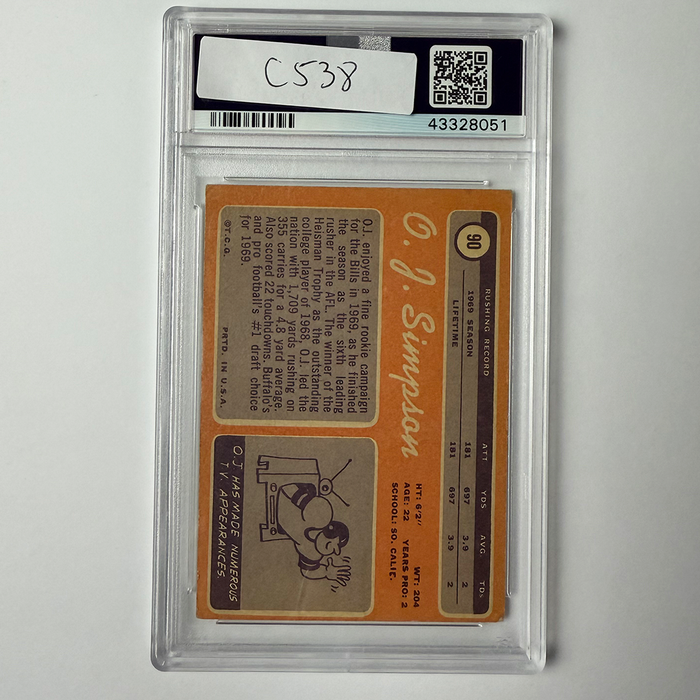 C538
43328051
90
RUSHING RECORD ATT YDS AVG. TDs
1969 SEASON 181 697 3.9 2
LIFETIME 181 697 3.9 2
O. J. Simpson
HT: 6'2" WT: 204
AGE: 22 YEARS PRO: 2
SCHOOL: SO. CALIF.
O.J. enjoyed a fine rookie campaign
for the Bills in 1969, as he finished
the season as the sixth leading
rusher in the AFL. The winner of the
Heisman Trophy as the outstanding
college player of 1968, O.J. led the
nation with 1,709 yards rushing on
355 carries for a 4.8 yard average.
Also scored 22 touchdowns. Buffalo's
and pro football's #1 draft choice
for 1969.
©T.C.G. PRTD. IN U.S.A.
O.J. HAS MADE NUMEROUS
T.V. APPEARANCES.